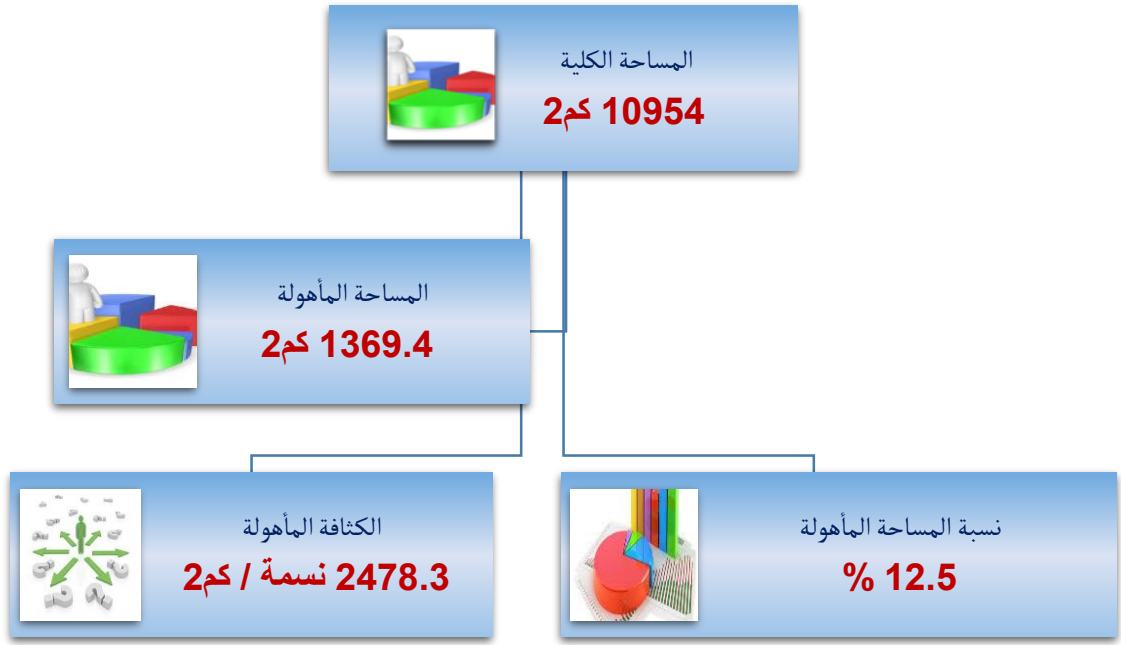 المساحة الكلية
10954 كم2
المساحة المأهولة
1369.4 كم2
نسبة المساحة المأهولة
12.5 %
الكثافة المأهولة
2478.3 نسمة / كم2